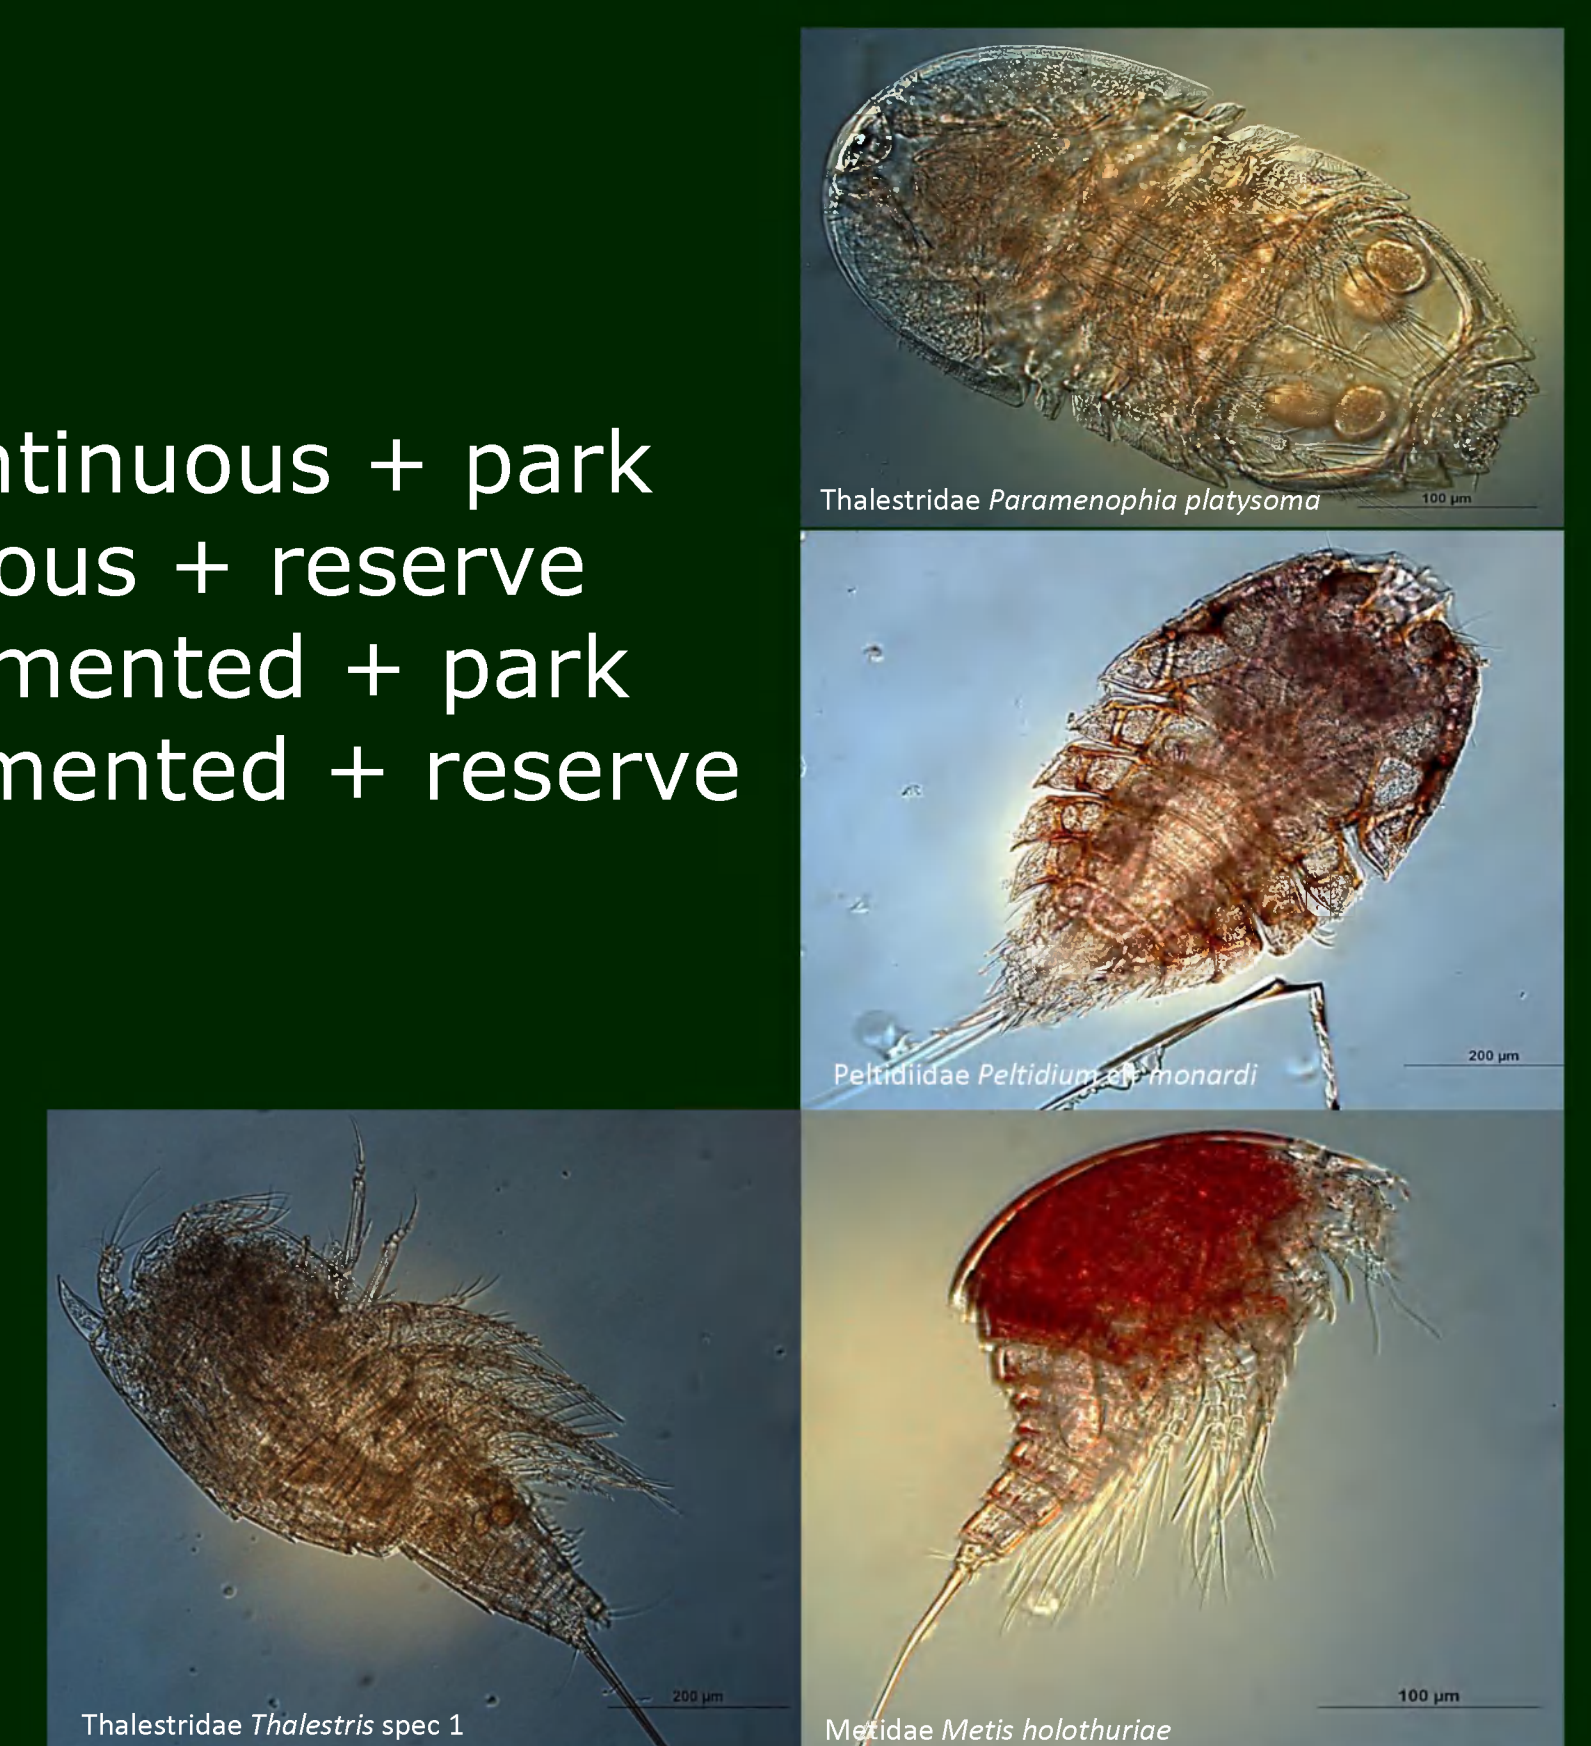 ntinuous + park
ous + reserve
mented + park
mented + reserve
Thalestridae Paramenophia platysoma
100 µm
Peltidiidae Peltidium cff monardi
200 µm
Thalestridae Thalestris spec 1
200 µm
Metidae Metis holothuriae
100 µm